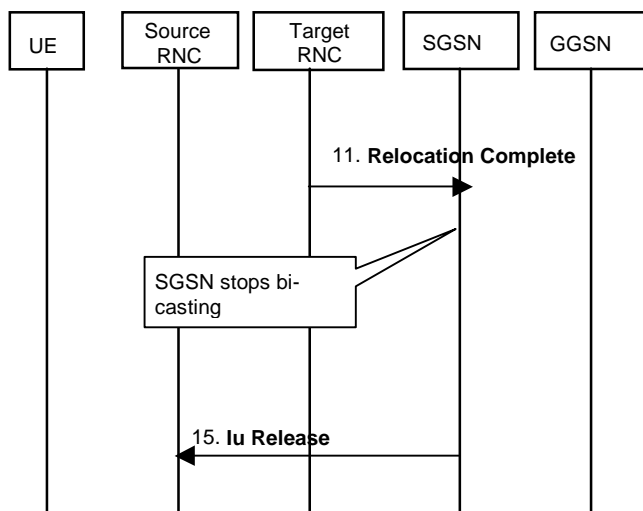 UE
Source
RNC
Target
RNC
SGSN
GGSN
11. Relocation Complete
SGSN stops bi-
casting
15. Iu Release